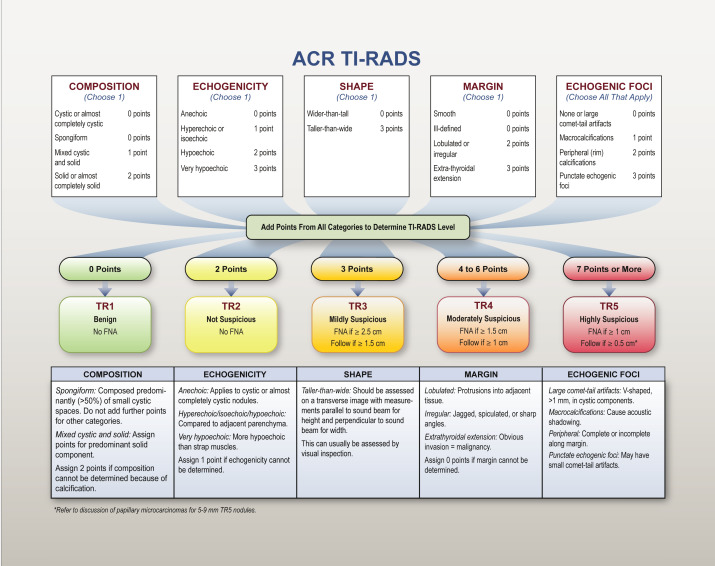 ACR TI-RADS
COMPOSITION
(Choose 1)
Cystic or almost completely cystic 0 points
Spongiform 0 points
Mixed cystic and solid 1 point
Solid or almost completely solid 2 points
ECHOGENICITY
(Choose 1)
Anechoic 0 points
Hyperechoic or isoechoic 1 point
Hypoechoic 2 points
Very hypoechoic 3 points
SHAPE
(Choose 1)
Wider-than-tall 0 points
Taller-than-wide 3 points
MARGIN
(Choose 1)
Smooth 0 points
Ill-defined 0 points
Lobulated or irregular 2 points
Extra-thyroidal extension 3 points
ECHOGENIC FOCI
(Choose All That Apply)
None or large comet-tail artifacts 0 points
Macrocalcifications 1 point
Peripheral (rim) calcifications 2 points
Punctate echogenic foci 3 points
Add Points From All Categories to Determine TI-RADS Level
0 Points
2 Points
3 Points
4 to 6 Points
7 Points or More
TR1
Benign
No FNA
TR2
Not Suspicious
No FNA
TR3
Mildly Suspicious
FNA if ≥ 2.5 cm
Follow if ≥ 1.5 cm
TR4
Moderately Suspicious
FNA if ≥ 1.5 cm
Follow if ≥ 1 cm
TR5
Highly Suspicious
FNA if ≥ 1 cm
Follow if ≥ 0.5 cm*
COMPOSITION
Spongiform: Composed predomi-
nantly (>50%) of small cystic
spaces. Do not add further points
for other categories.
Mixed cystic and solid: Assign
points for predominant solid
component.
Assign 2 points if composition
cannot be determined because of
calcification.
ECHOGENICITY
Anechoic: Applies to cystic or almost
completely cystic nodules.
Hyperechoic/isoechoic/hypoechoic:
Compared to adjacent parenchyma.
Very hypoechoic: More hypoechoic
than strap muscles.
Assign 1 point if echogenicity cannot
be determined.
SHAPE
Taller-than-wide: Should be assessed
on a transverse image with measure-
ments parallel to sound beam for
height and perpendicular to sound
beam for width.
This can usually be assessed by
visual inspection.
MARGIN
Lobulated: Protrusions into adjacent
tissue.
Irregular: Jagged, spiculated, or sharp
angles.
Extrathyroidal extension: Obvious
invasion = malignancy.
Assign 0 points if margin cannot be
determined.
ECHOGENIC FOCI
Large comet-tail artifacts: V-shaped,
>1 mm, in cystic components.
Macrocalcifications: Cause acoustic
shadowing.
Peripheral: Complete or incomplete
along margin.
Punctate echogenic foci: May have
small comet-tail artifacts.
*Refer to discussion of papillary microcarcinomas for 5-9 mm TR5 nodules.